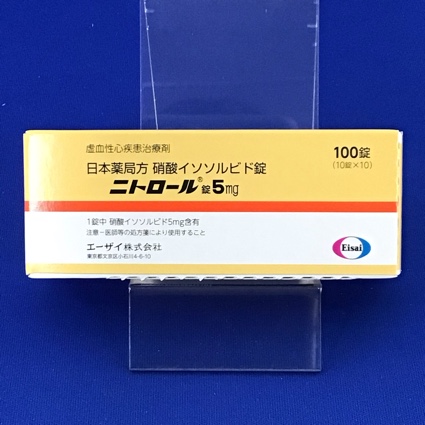 虚血性心疾患治療剤
日本薬局方 硝酸イソソルビド錠
ニトロール®錠5mg
100錠
(10錠×10)
1錠中 硝酸イソソルビド5mg含有
注意-医師等の処方箋により使用すること
エーザイ株式会社
東京都文京区小石川4-6-10
Eisai